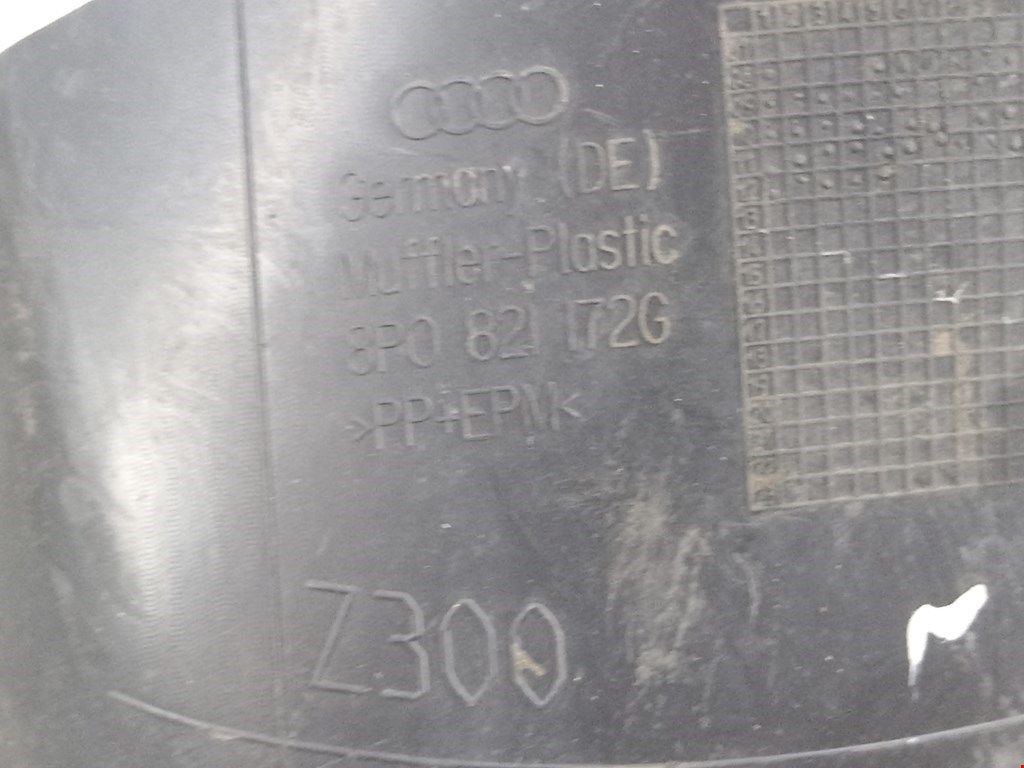 Germany (DE)
Muffler-Plastic
8P0 821 172G
>PP+EPM<
Z300